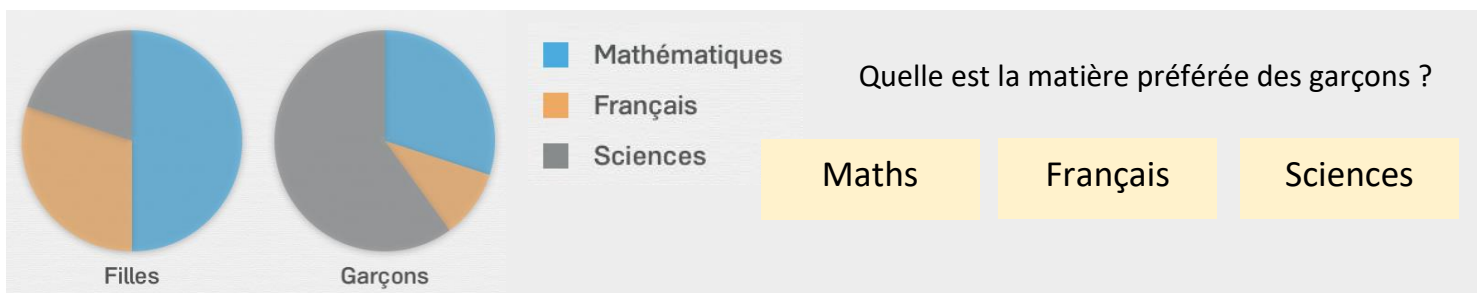 Filles
Garçons
Mathématiques
Français
Sciences
Quelle est la matière préférée des garçons ?
Maths
Français
Sciences